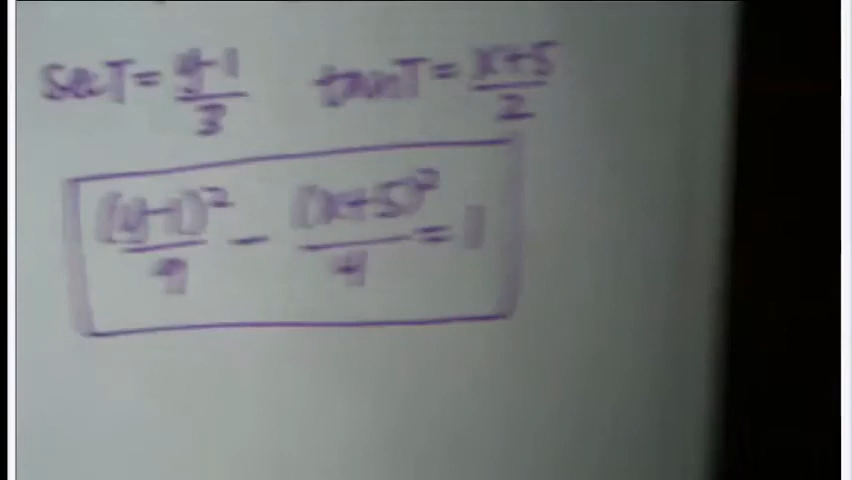 secT = y-1/3 tanT = x+5/2
(y-1)²/9 - (x+5)²/4 = 1